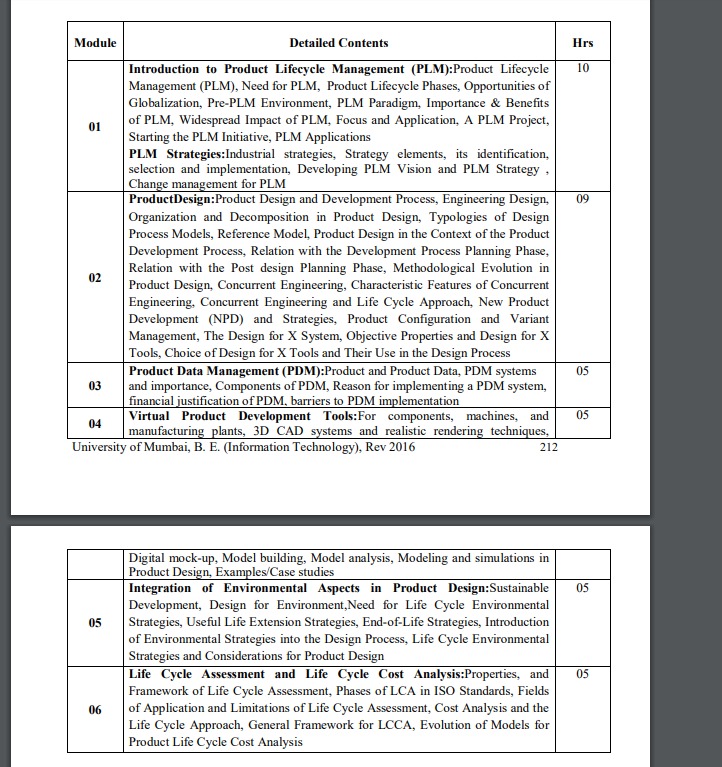 Module Detailed Contents Hrs
Introduction to Product Lifecycle Management (PLM):Product Lifecycle 10
Management (PLM), Need for PLM, Product Lifecycle Phases, Opportunities of
Globalization, Pre-PLM Environment, PLM Paradigm, Importance & Benefits
of PLM, Widespread Impact of PLM, Focus and Application, A PLM Project,
01
Starting the PLM Initiative, PLM Applications
PLM Strategies:Industrial strategies, Strategy elements, its identification,
selection and implementation, Developing PLM Vision and PLM Strategy ,
Change management for PLM
ProductDesign:Product Design and Development Process, Engineering Design, 09
Organization and Decomposition in Product Design, Typologies of Design
Process Models, Reference Model, Product Design in the Context of the Product
Development Process, Relation with the Development Process Planning Phase,
Relation with the Post design Planning Phase, Methodological Evolution in
02
Product Design, Concurrent Engineering, Characteristic Features of Concurrent
Engineering, Concurrent Engineering and Life Cycle Approach, New Product
Development (NPD) and Strategies, Product Configuration and Variant
Management, The Design for X System, Objective Properties and Design for X
Tools, Choice of Design for X Tools and Their Use in the Design Process
Product Data Management (PDM):Product and Product Data, PDM systems 05
03 and importance, Components of PDM, Reason for implementing a PDM system,
financial justification of PDM, barriers to PDM implementation
Virtual Product Development Tools:For components, machines, and 05
04 manufacturing plants, 3D CAD systems and realistic rendering techniques,
University of Mumbai, B. E. (Information Technology), Rev 2016 212
Digital mock-up, Model building, Model analysis, Modeling and simulations in
Product Design, Examples/Case studies
Integration of Environmental Aspects in Product Design:Sustainable 05
Development, Design for Environment,Need for Life Cycle Environmental
05 Strategies, Useful Life Extension Strategies, End-of-Life Strategies, Introduction
of Environmental Strategies into the Design Process, Life Cycle Environmental
Strategies and Considerations for Product Design
Life Cycle Assessment and Life Cycle Cost Analysis:Properties, and 05
Framework of Life Cycle Assessment, Phases of LCA in ISO Standards, Fields
06 of Application and Limitations of Life Cycle Assessment, Cost Analysis and the
Life Cycle Approach, General Framework for LCCA, Evolution of Models for
Product Life Cycle Cost Analysis